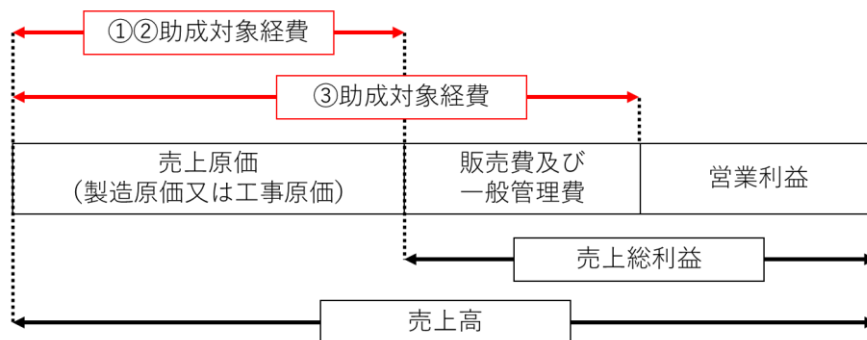 ①②助成対象経費
③助成対象経費
売上原価
（製造原価又は工事原価）
販売費及び
一般管理費
営業利益
売上総利益
売上高